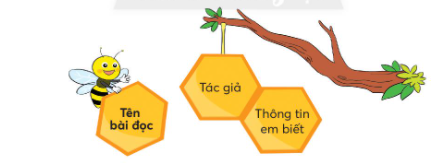 Tên
bài đọc
Tác giả
Thông tin
em biết